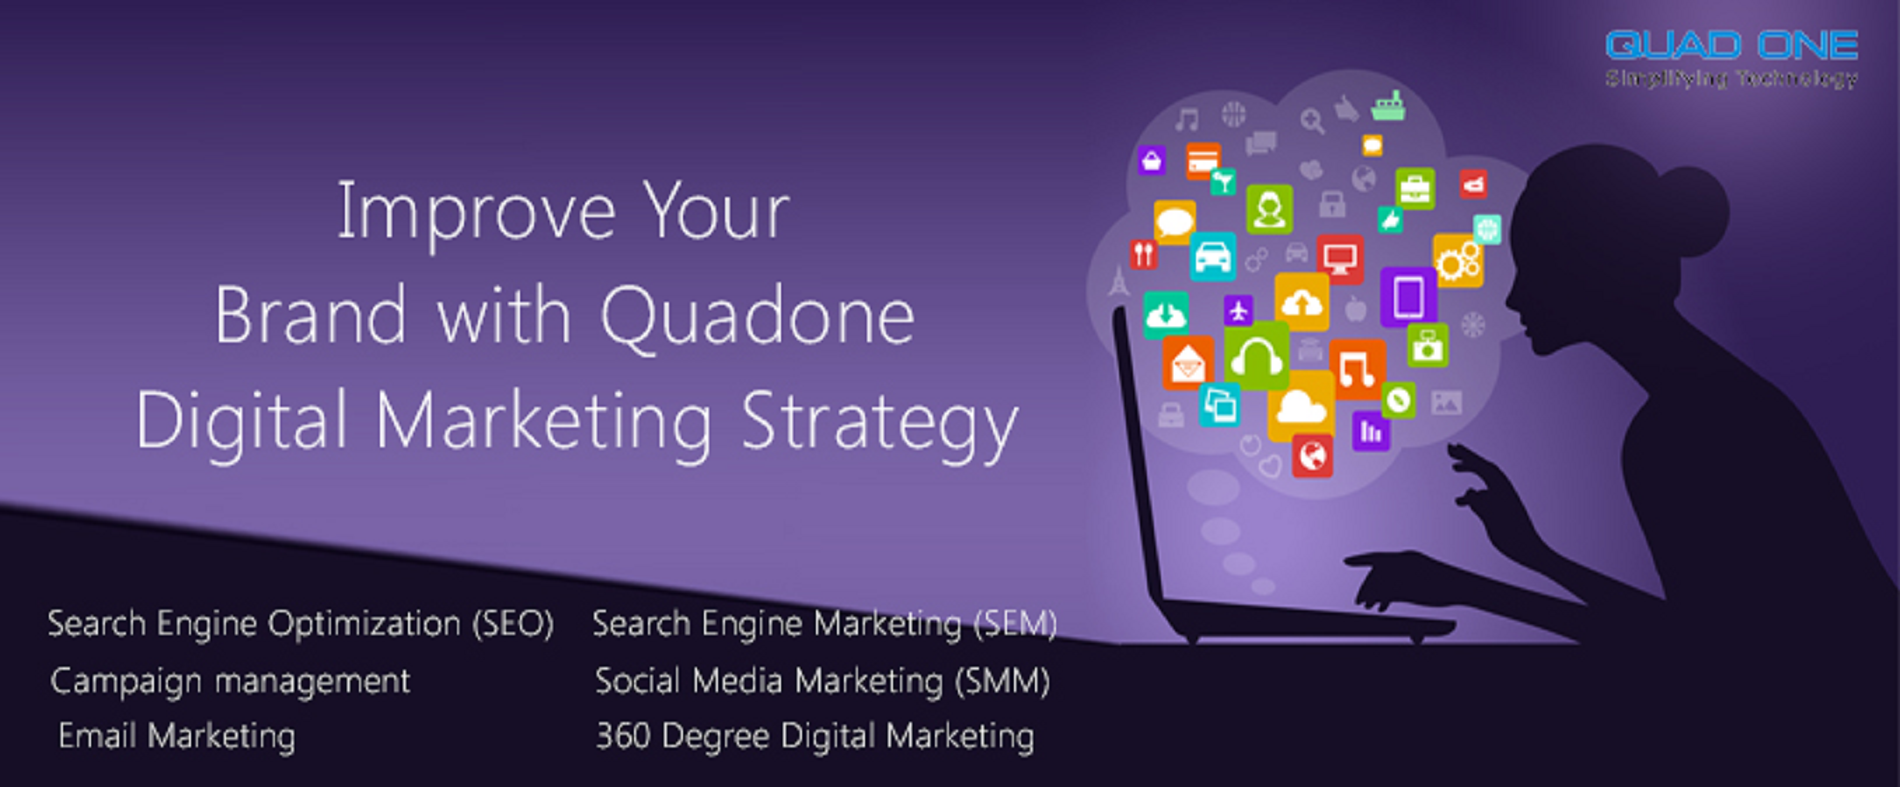 QUAD ONE
Simplifying Technology
Improve Your
Brand with Quadone
Digital Marketing Strategy
Search Engine Optimization (SEO)
Search Engine Marketing (SEM)
Campaign management
Social Media Marketing (SMM)
Email Marketing
360 Degree Digital Marketing